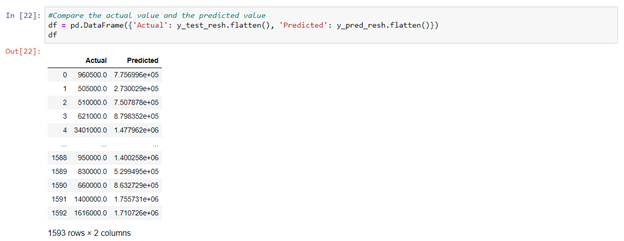 In [22]: #Compare the actual value and the predicted value
df = pd.DataFrame({'Actual': y_test_resh.flatten(), 'Predicted': y_pred_resh.flatten()})
df
Out[22]:
Actual Predicted
0 960500.0 7.756996e+05
1 505000.0 2.730029e+05
2 510000.0 7.507878e+05
3 621000.0 8.798352e+05
4 3401000.0 1.477962e+06
... ... ...
1588 950000.0 1.400258e+06
1589 830000.0 5.299495e+05
1590 660000.0 8.632729e+05
1591 1400000.0 1.755731e+06
1592 1616000.0 1.710726e+06
1593 rows × 2 columns